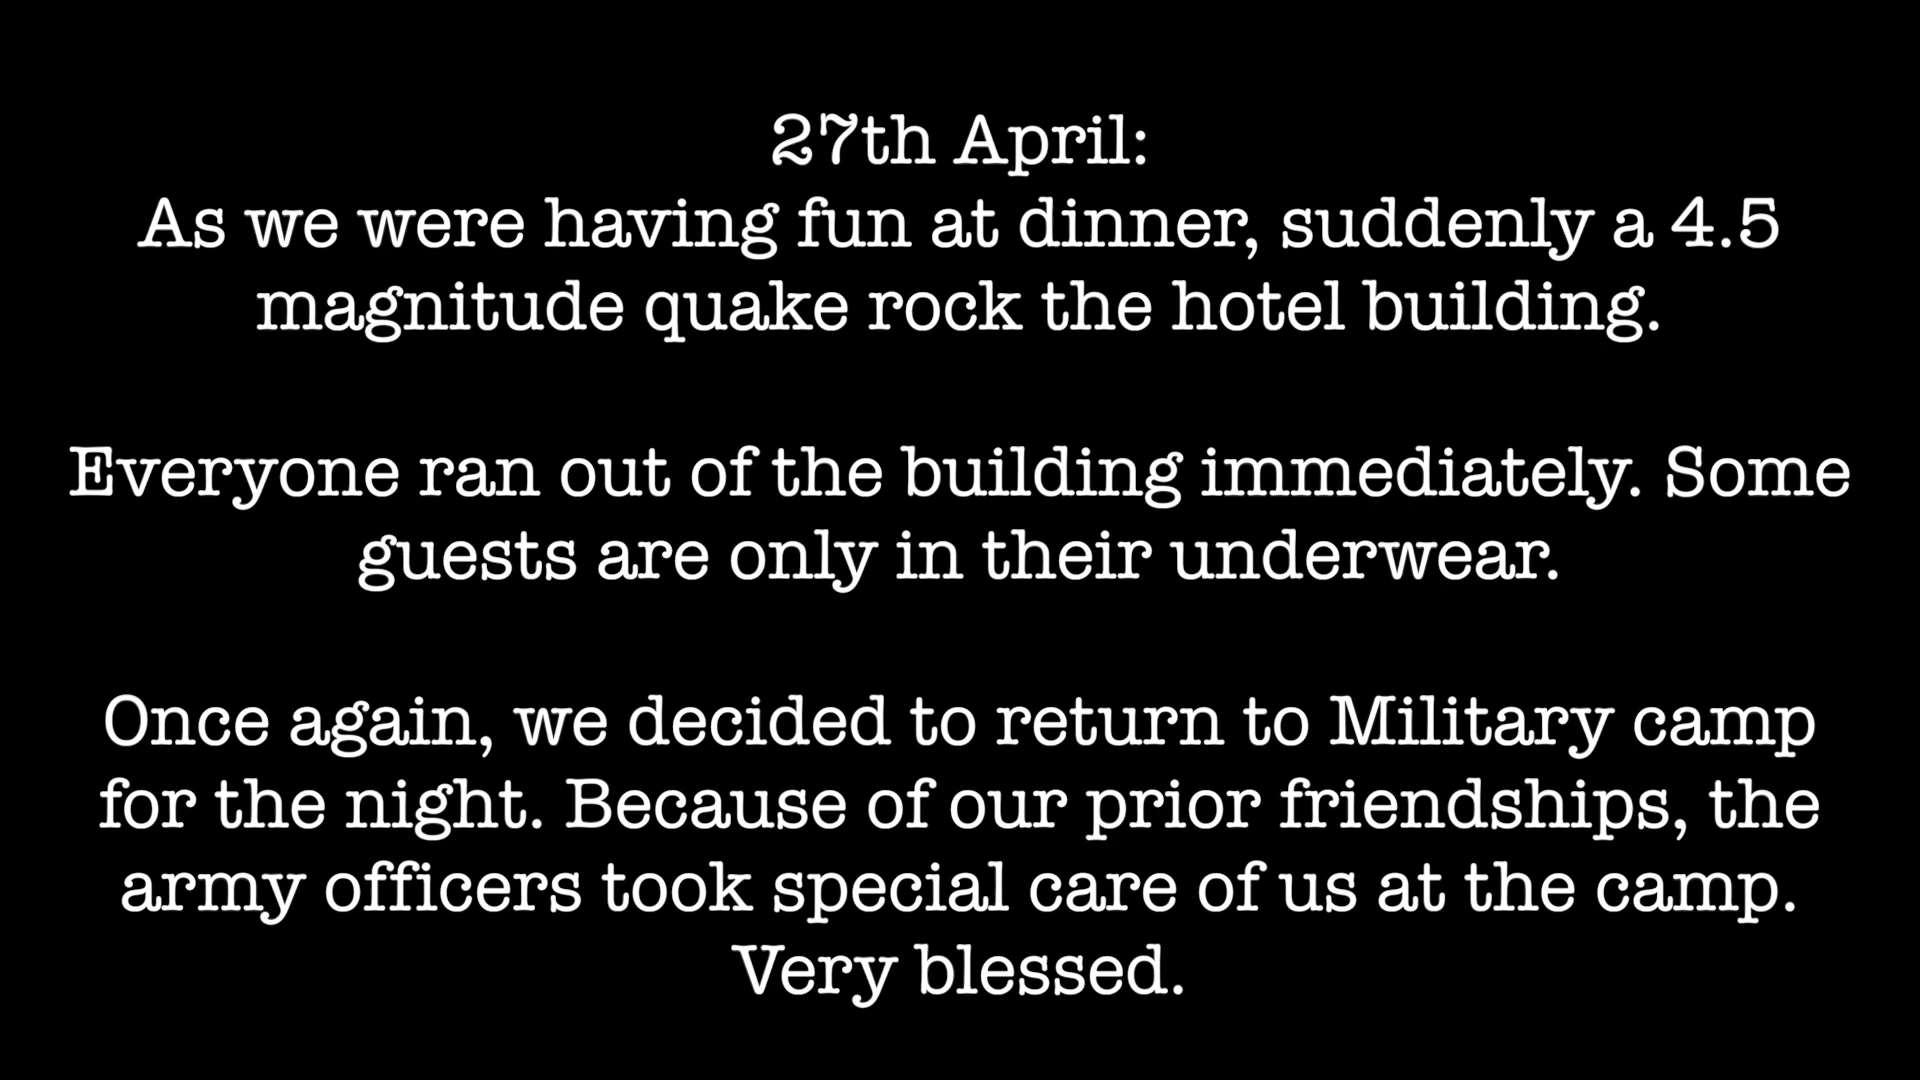 27th April:
As we were having fun at dinner, suddenly a 4.5
magnitude quake rock the hotel building.
Everyone ran out of the building immediately. Some
guests are only in their underwear.
Once again, we decided to return to Military camp
for the night. Because of our prior friendships, the
army officers took special care of us at the camp.
Very blessed.